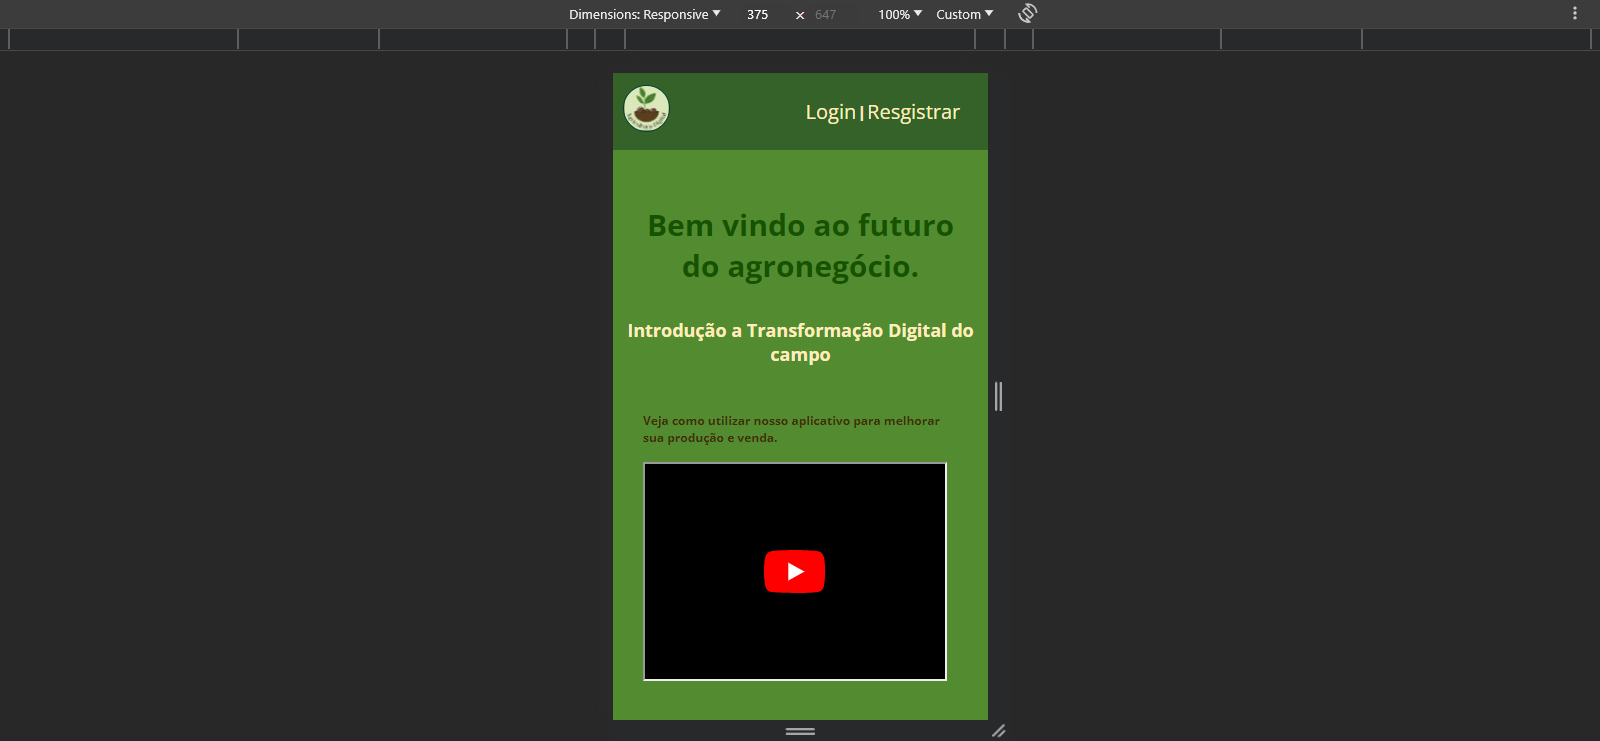 Dimensions: Responsive 375 x 647 100% Custom
Login|Resgistrar
Bem vindo ao futuro
do agronegócio.
Introdução a Transformação Digital do
campo
Veja como utilizar nosso aplicativo para melhorar
sua produção e venda.